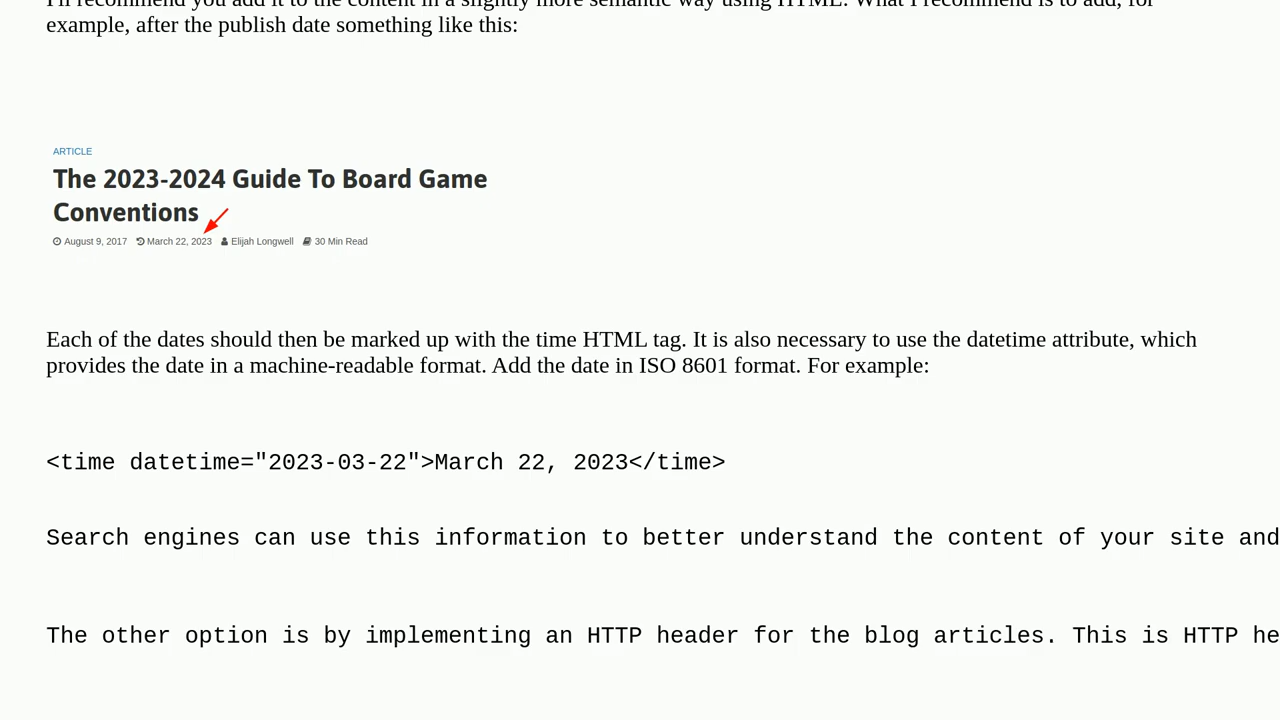 example, after the publish date something like this:
ARTICLE
The 2023-2024 Guide To Board Game
Conventions
August 9, 2017 March 22, 2023 Elijah Longwell 30 Min Read
Each of the dates should then be marked up with the time HTML tag. It is also necessary to use the datetime attribute, which
provides the date in a machine-readable format. Add the date in ISO 8601 format. For example:
<time datetime="2023-03-22">March 22, 2023</time>
Search engines can use this information to better understand the content of your site and
The other option is by implementing an HTTP header for the blog articles. This is HTTP he